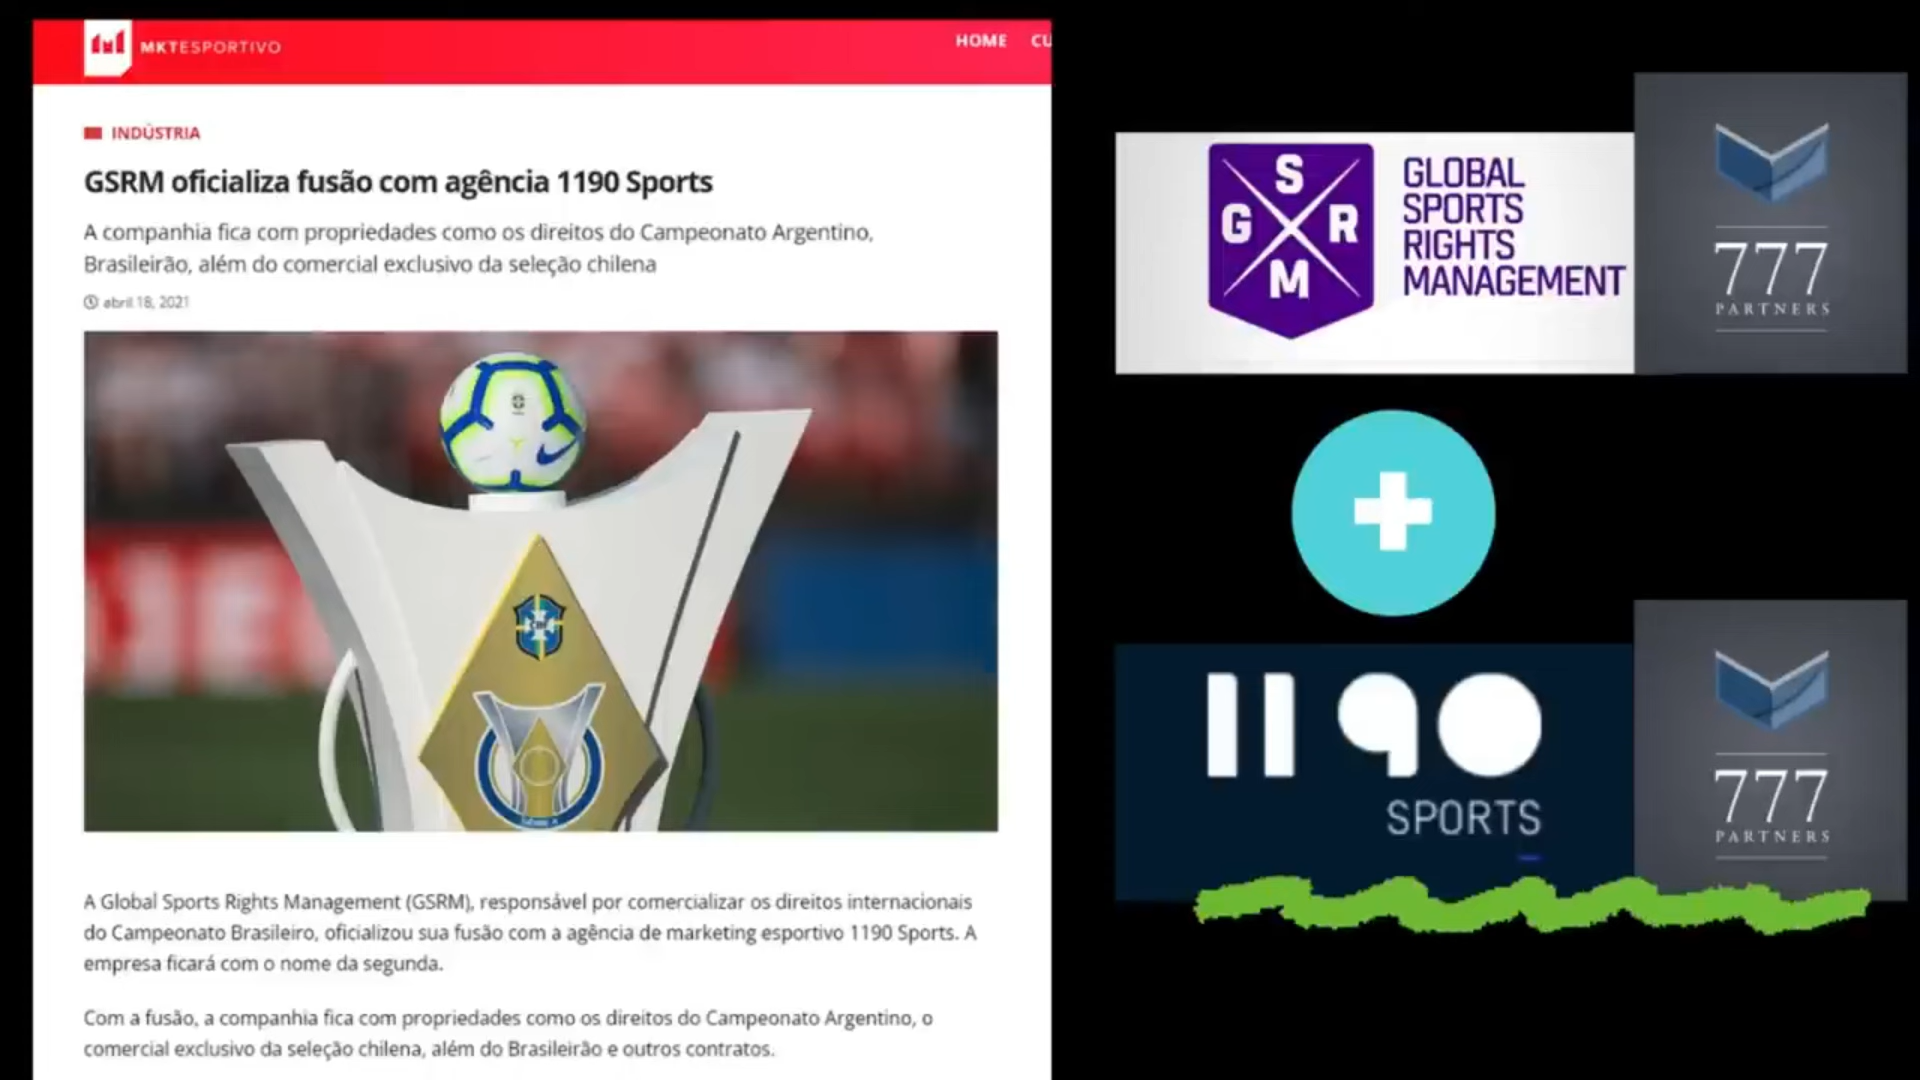 MKTESPORTIVO
HOME CU
INDÚSTRIA
GSRM oficializa fusão com agência 1190 Sports
A companhia fica com propriedades como os direitos do Campeonato Argentino,
Brasileirão, além do comercial exclusivo da seleção chilena
abril 18, 2021
CBF
A Global Sports Rights Management (GSRM), responsável por comercializar os direitos internacionais
do Campeonato Brasileiro, oficializou sua fusão com a agência de marketing esportivo 1190 Sports. A
empresa ficará com o nome da segunda.
Com a fusão, a companhia fica com propriedades como os direitos do Campeonato Argentino, o
comercial exclusivo da seleção chilena, além do Brasileirão e outros contratos.
S
G R
M
GLOBAL
SPORTS
RIGHTS
MANAGEMENT
777
PARTNERS
1190
SPORTS
777
PARTNERS